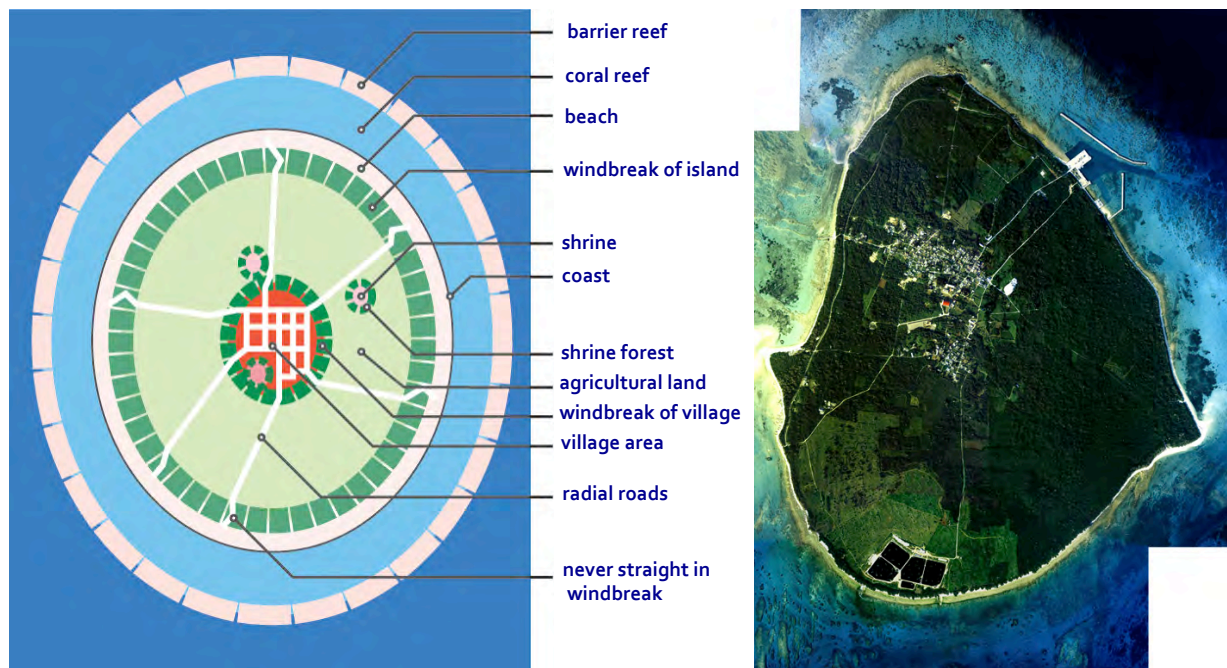 barrier reef
coral reef
beach
windbreak of island
shrine
coast
shrine forest
agricultural land
windbreak of village
village area
radial roads
never straight in
windbreak